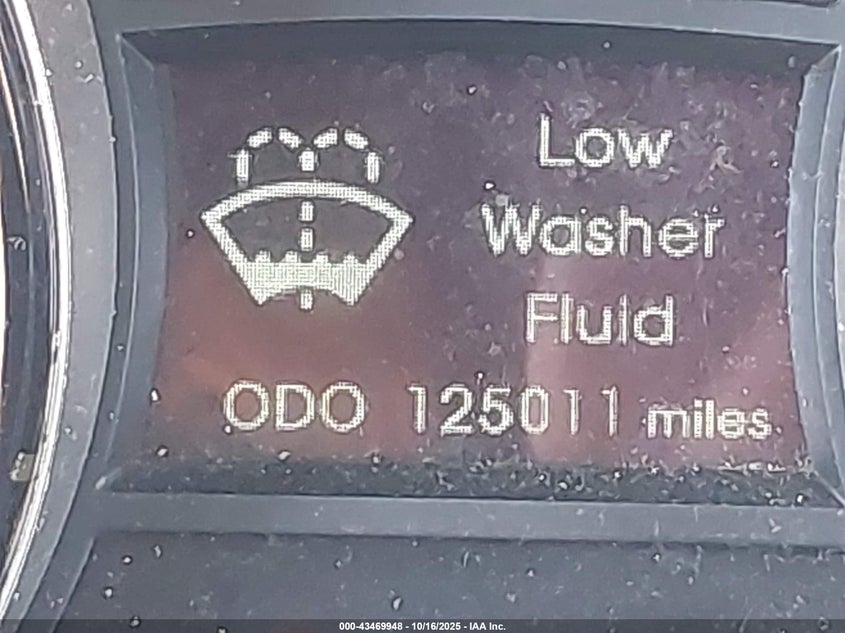 Low
Washer
Fluid
ODO 125011 miles
000-43469948 - 10/16/2025 - IAA Inc.